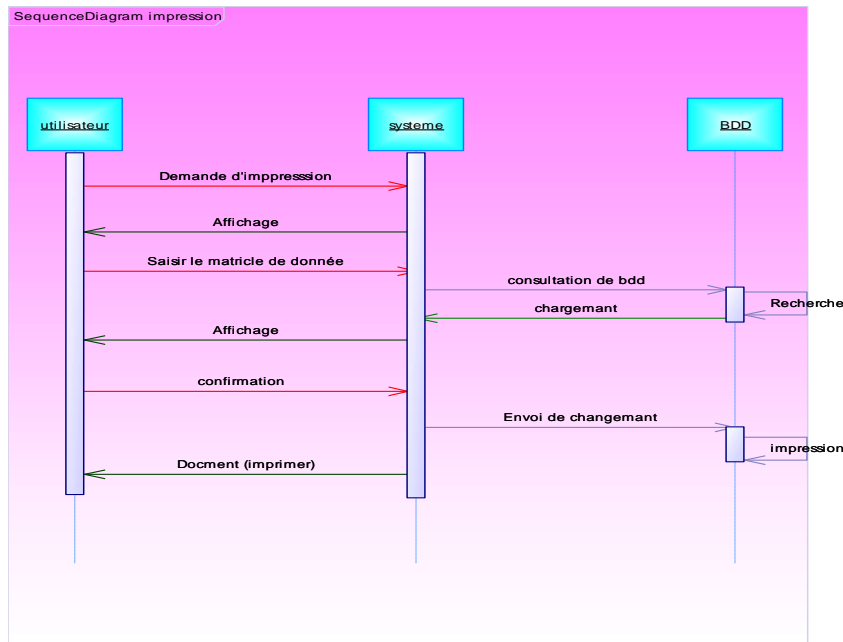 SequenceDiagram impression
utilisateur
systeme
BDD
Demande d'imppresssion
Affichage
Saisir le matricle de donnée
consultation de bdd
Recherche
chargemant
Affichage
confirmation
Envoi de changemant
impression
Docment (imprimer)